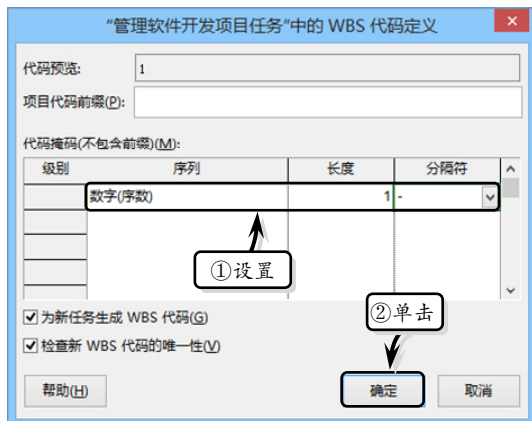 “管理软件开发项目任务”中的 WBS 代码定义
代码预览: 1
项目代码前缀(P):
代码掩码(不包含前缀)(M):
级别 序列 长度 分隔符
数字(序数) 1 -
①设置
②单击
为新任务生成 WBS 代码(G)
检查新 WBS 代码的唯一性(V)
帮助(H) 确定 取消